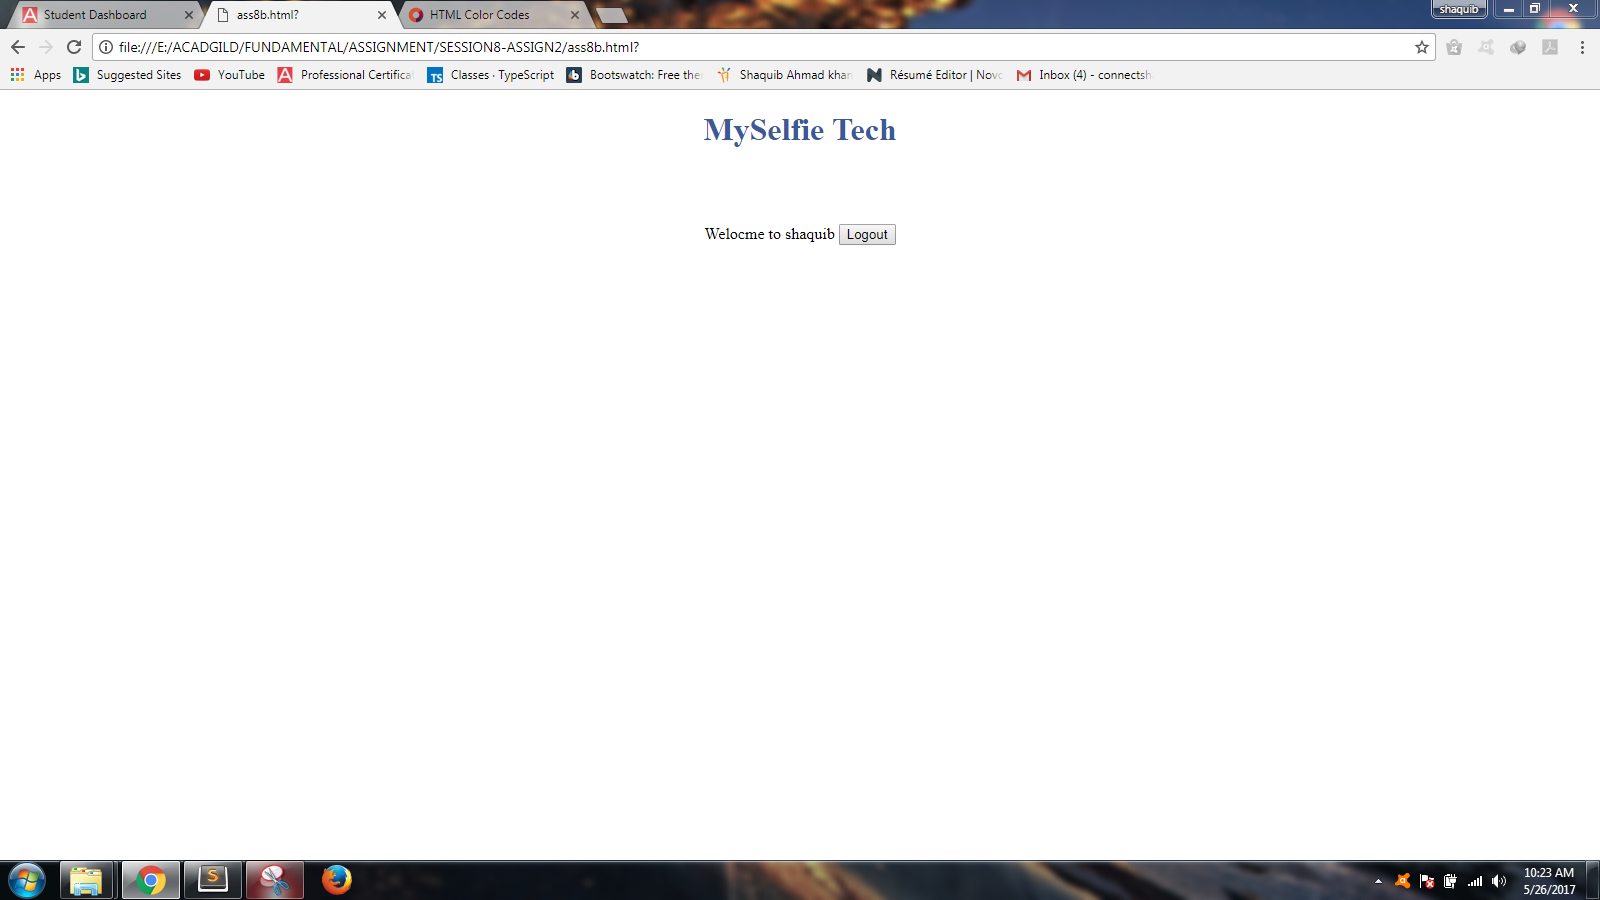 Student Dashboard
ass8b.html?
HTML Color Codes
shaquib
file:///E:/ACADGILD/FUNDAMENTAL/ASSIGNMENT/SESSION8-ASSIGN2/ass8b.html?
Apps
Suggested Sites
YouTube
Professional Certifica
Classes · TypeScript
Bootswatch: Free the
Shaquib Ahmad khan
Résumé Editor | Novo
Inbox (4) - connectsh
MySelfie Tech
Welocme to shaquib Logout
10:23 AM
5/26/2017